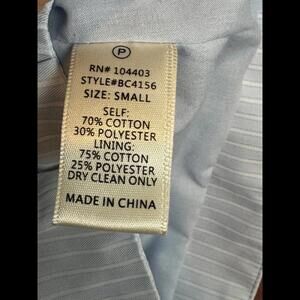 P
RN# 104403
STYLE#BC4156
SIZE: SMALL
SELF:
70% COTTON
30% POLYESTER
LINING:
75% COTTON
25% POLYESTER
DRY CLEAN ONLY
MADE IN CHINA